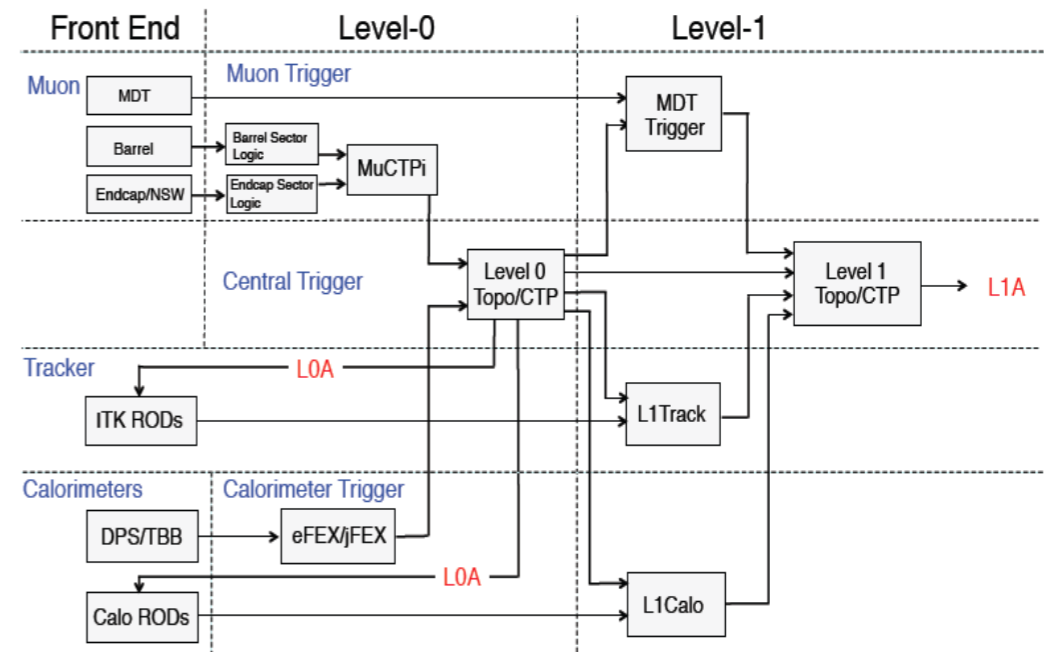 Front End
Level-0
Level-1
Muon
Muon Trigger
MDT
MDT
Trigger
Barrel
Barrel Sector
Logic
MuCTPi
Endcap/NSW
Endcap Sector
Logic
Central Trigger
Level 0
Topo/CTP
Level 1
Topo/CTP
L1A
Tracker
L0A
ITK RODs
L1Track
Calorimeters
Calorimeter Trigger
DPS/TBB
eFEX/jFEX
L0A
Calo RODs
L1Calo